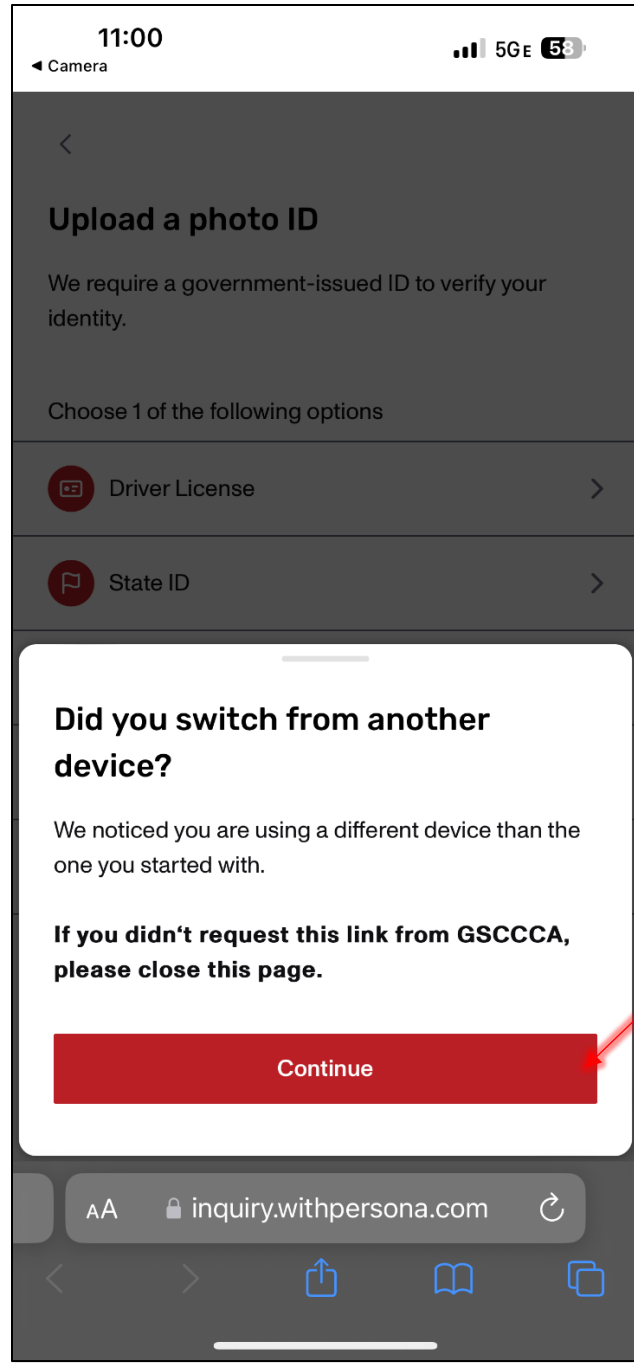 11:00
5GE 58
◀ Camera
Upload a photo ID
We require a government-issued ID to verify your
identity.
Choose 1 of the following options
Driver License
State ID
Did you switch from another
device?
We noticed you are using a different device than the
one you started with.
If you didn‘t request this link from GSCCCA,
please close this page.
Continue
AA inquiry.withpersona.com